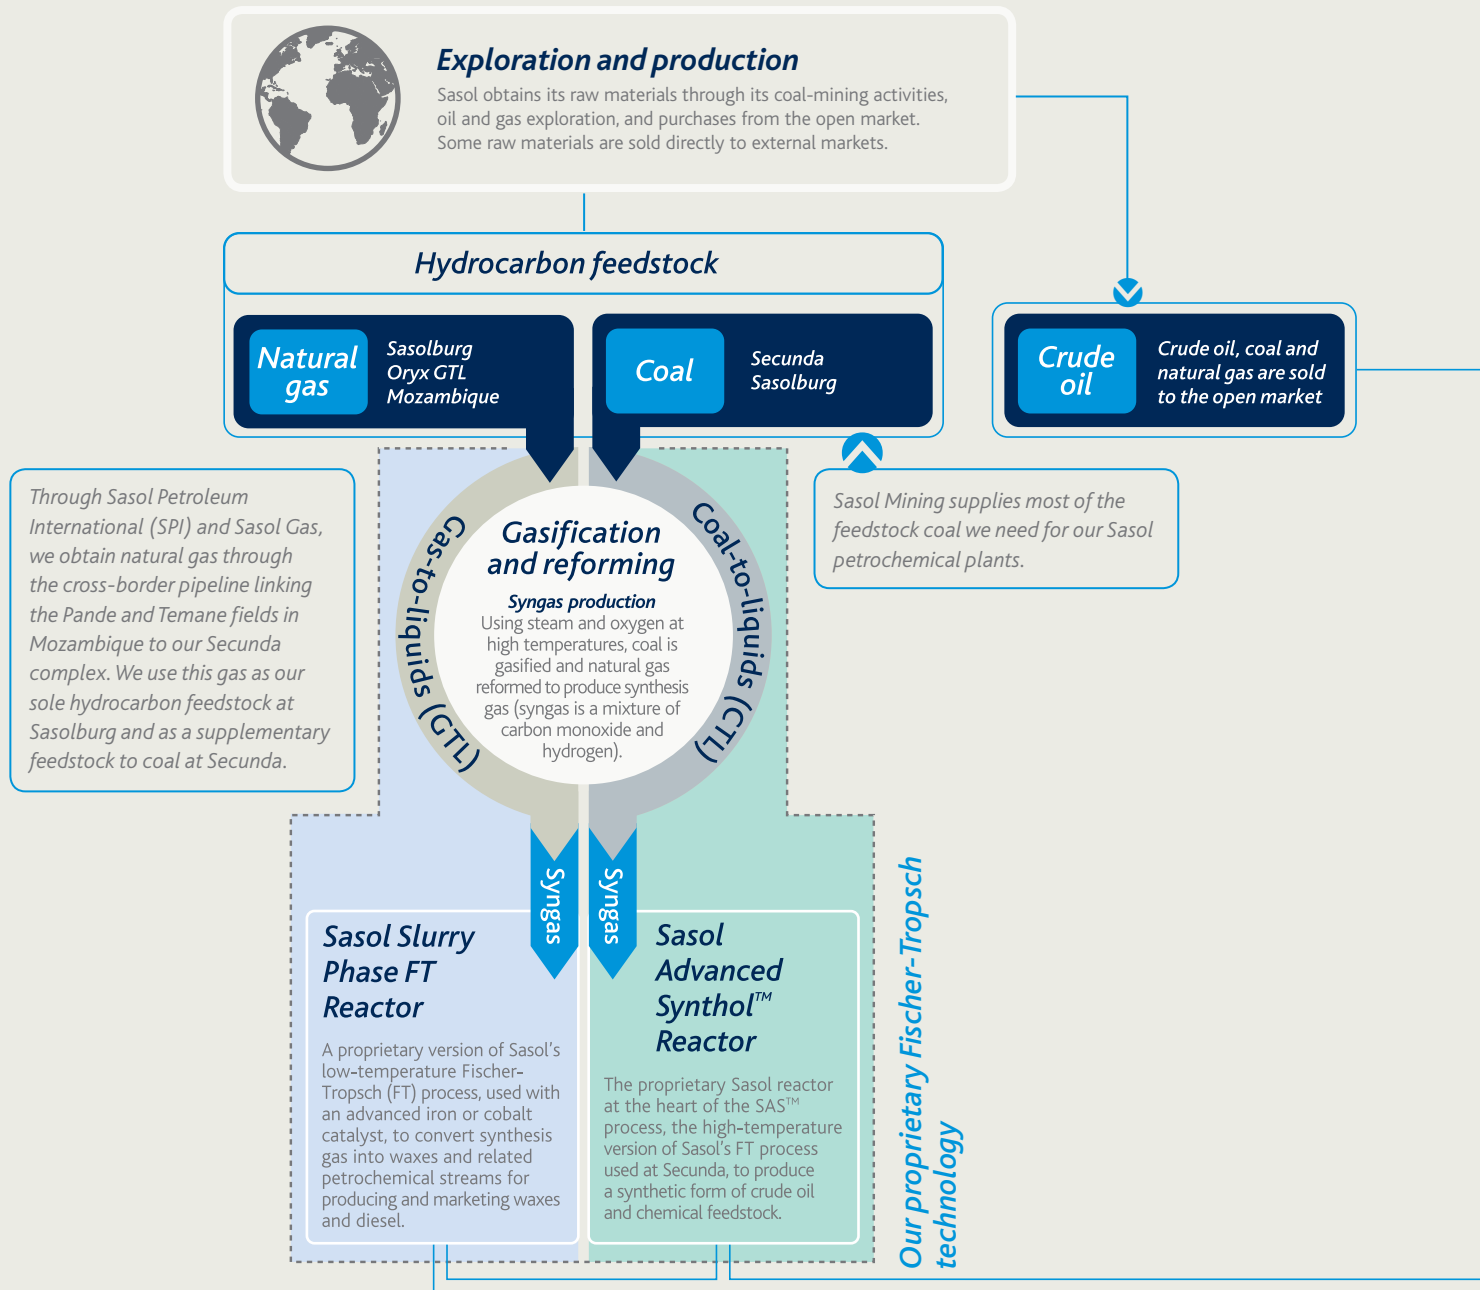 Exploration and production
Sasol obtains its raw materials through its coal-mining activities,
oil and gas exploration, and purchases from the open market.
Some raw materials are sold directly to external markets.
Hydrocarbon feedstock
Natural
gas
Sasolburg
Oryx GTL
Mozambique
Coal
Secunda
Sasolburg
Crude
oil
Crude oil, coal and
natural gas are sold
to the open market
Through Sasol Petroleum
International (SPI) and Sasol Gas,
we obtain natural gas through
the cross-border pipeline linking
the Pande and Temane fields in
Mozambique to our Secunda
complex. We use this gas as our
sole hydrocarbon feedstock at
Sasolburg and as a supplementary
feedstock to coal at Secunda.
Gas-to-liquids (GTL)
Gasification
and reforming
Syngas production
Using steam and oxygen at
high temperatures, coal is
gasified and natural gas
reformed to produce synthesis
gas (syngas is a mixture of
carbon monoxide and
hydrogen).
Coal-to-liquids (CTL)
Sasol Mining supplies most of the
feedstock coal we need for our Sasol
petrochemical plants.
Syngas
Syngas
Sasol Slurry
Phase FT
Reactor
A proprietary version of Sasol's
low-temperature Fischer-
Tropsch (FT) process, used with
an advanced iron or cobalt
catalyst, to convert synthesis
gas into waxes and related
petrochemical streams for
producing and marketing waxes
and diesel.
Sasol
Advanced
Synthol™
Reactor
The proprietary Sasol reactor
at the heart of the SAS™
process, the high-temperature
version of Sasol's FT process
used at Secunda, to produce
a synthetic form of crude oil
and chemical feedstock.
Our proprietary Fischer-Tropsch
technology